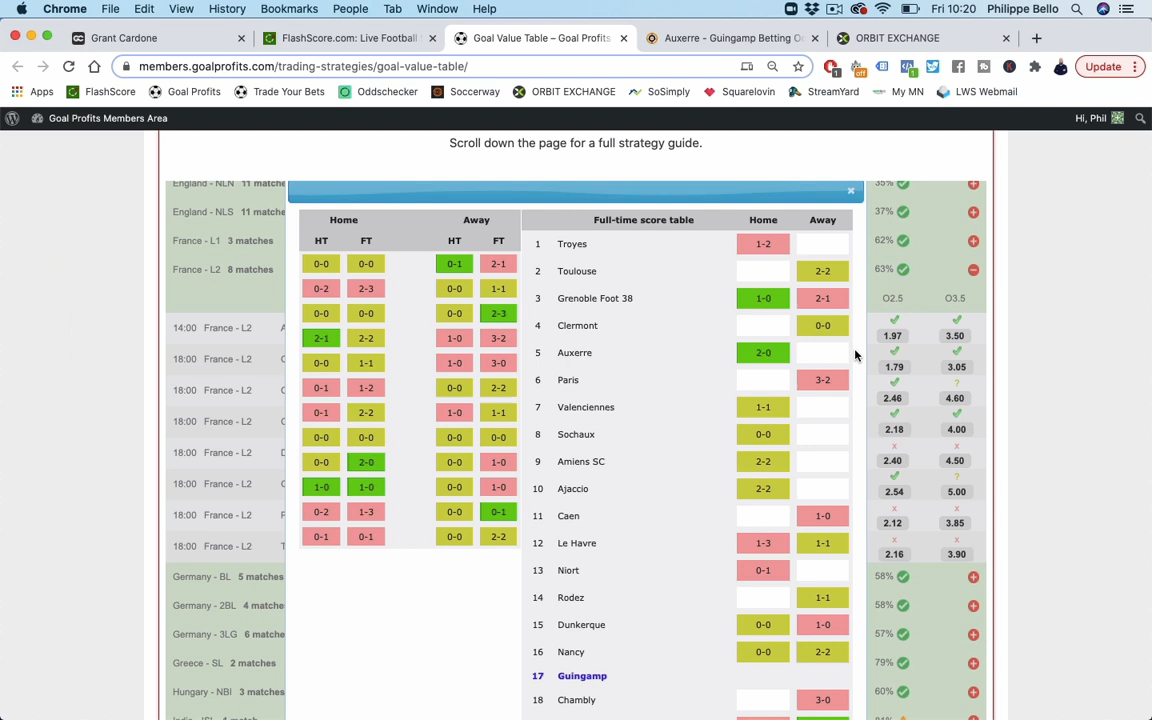 Chrome File Edit View History Bookmarks People Tab Window Help Fri 10:20 Philippe Bello
Grant Cardone FlashScore.com: Live Football Goal Value Table – Goal Profits Auxerre - Guingamp Betting O ORBIT EXCHANGE
members.goalprofits.com/trading-strategies/goal-value-table/ 1 off 1 Update
Apps FlashScore Goal Profits Trade Your Bets Oddschecker Soccerway ORBIT EXCHANGE SoSimply Squarelovin StreamYard My MN LWS Webmail
Goal Profits Members Area Hi, Phil
Scroll down the page for a full strategy guide.
England - NLN 11 matche 35%
England - NLS 11 matche 37%
France - L1 3 matches 62%
France - L2 8 matches 63%
O2.5 O3.5
14:00 France - L2 A 1.97 3.50
18:00 France - L2 1.79 3.05
18:00 France - L2 2.46 4.60
18:00 France - L2 2.18 4.00
18:00 France - L2 2.40 4.50
18:00 France - L2 2.54 5.00
18:00 France - L2 2.12 3.85
18:00 France - L2 2.16 3.90
Germany - BL 5 matches 58%
Germany - 2BL 4 matche 58%
Germany - 3LG 6 matche 57%
Greece - SL 2 matches 79%
Hungary - NBI 3 matches 60%
Home Away
HT FT HT FT
0-0 0-0 0-1 2-1
0-2 2-3 0-0 1-1
0-0 0-0 0-0 2-3
2-1 2-2 1-0 3-2
0-0 1-1 1-0 3-0
0-1 1-2 0-0 2-2
0-1 2-2 1-0 1-1
0-0 0-0 0-0 0-0
0-0 2-0 0-0 1-0
1-0 1-0 0-0 1-0
0-2 1-3 0-0 0-1
0-1 0-1 0-0 2-2
Full-time score table Home Away
1 Troyes 1-2
2 Toulouse 2-2
3 Grenoble Foot 38 1-0 2-1
4 Clermont 0-0
5 Auxerre 2-0
6 Paris 3-2
7 Valenciennes 1-1
8 Sochaux 0-0
9 Amiens SC 2-2
10 Ajaccio 2-2
11 Caen 1-0
12 Le Havre 1-3 1-1
13 Niort 0-1
14 Rodez 1-1
15 Dunkerque 0-0 1-0
16 Nancy 0-0 2-2
17 Guingamp
18 Chambly 3-0